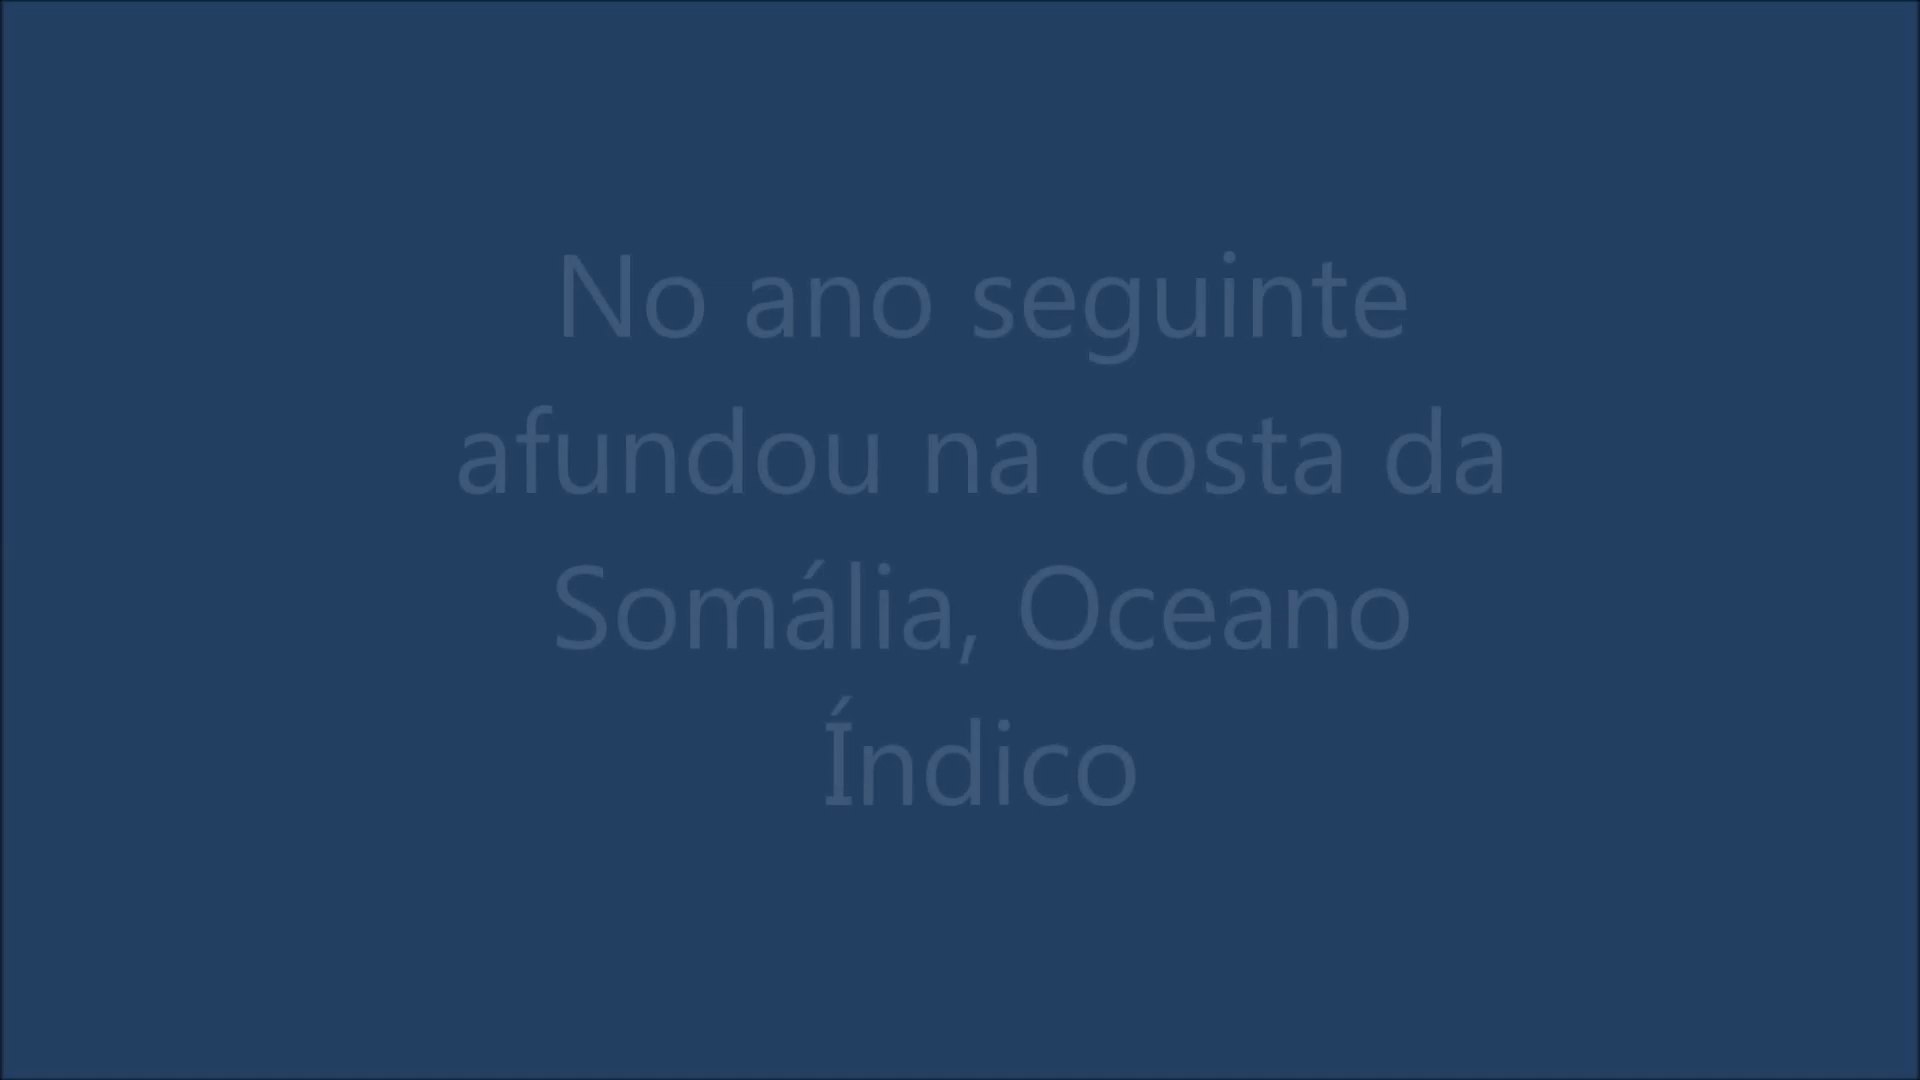 No ano seguinte
afundou na costa da
Somália, Oceano
Índico